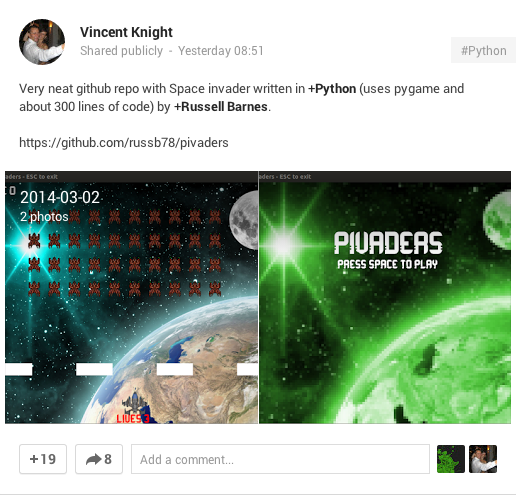 Vincent Knight
Shared publicly - Yesterday 08:51
#Python
Very neat github repo with Space invader written in +Python (uses pygame and
about 300 lines of code) by +Russell Barnes.
https://github.com/russb78/pivaders
aders - ESC to exit
2014-03-02
2 photos
LIVES 3
aders - ESC to exit
PIVADERS
PRESS SPACE TO PLAY
+19
8
Add a comment...